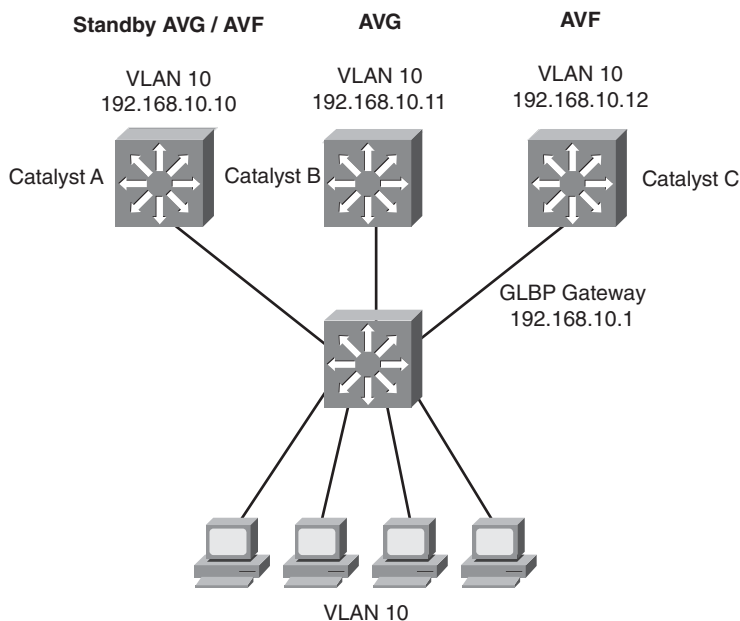 Standby AVG / AVF
AVG
AVF
VLAN 10
192.168.10.10
VLAN 10
192.168.10.11
VLAN 10
192.168.10.12
Catalyst A
Catalyst B
Catalyst C
GLBP Gateway
192.168.10.1
VLAN 10